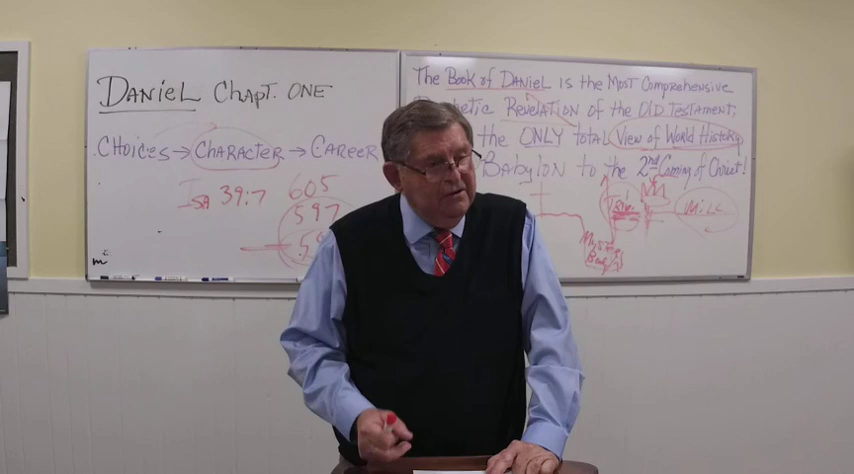 DANIEL CHAPT. ONE
CHOICES → CHARACTER → CAREER
ISA 39:7
605
597
The BOOK of DANIEL is the MOST COMPREHENSIVE
REVELATION of the OLD TESTAMENT;
the ONLY TOTAL VIEW of WORLD HISTORY
BABYLON to the 2nd COMING of CHRIST!